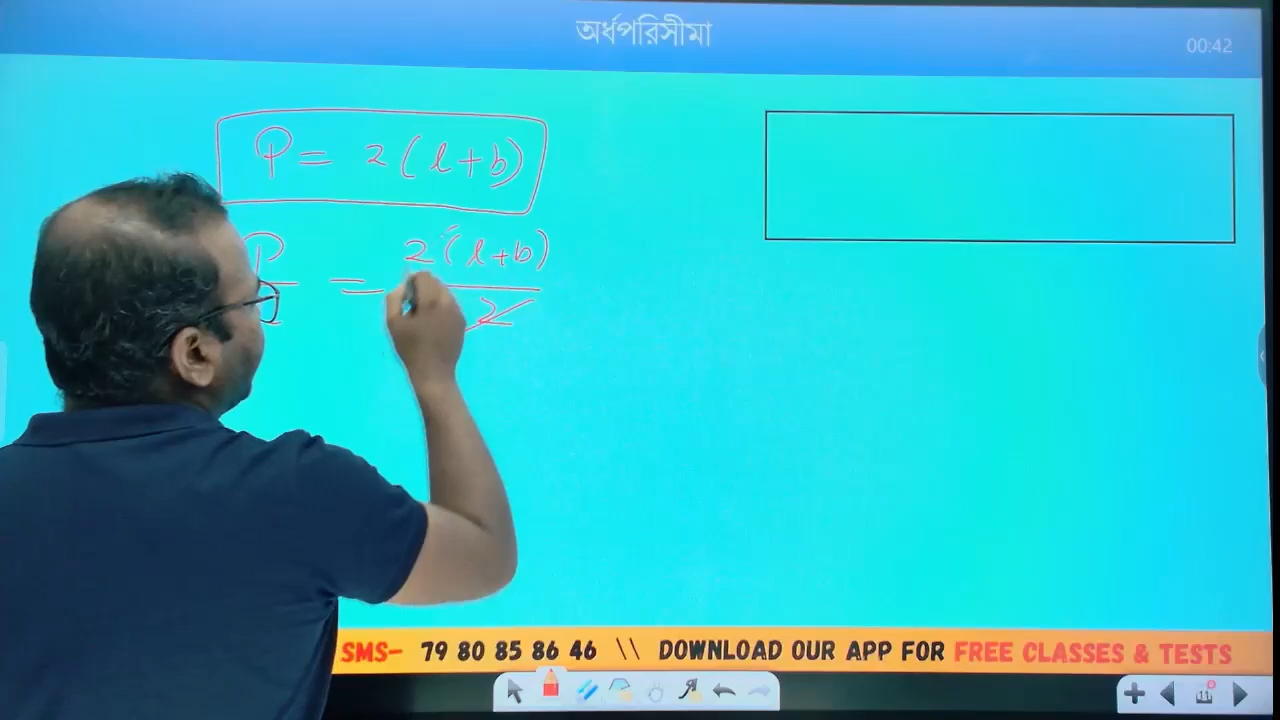 অর্ধপরিসীমা
00:42
P = 2 (l+b)
P = 2 (l+b)
2
SMS- 79 80 85 86 46 \\ DOWNLOAD OUR APP FOR FREE CLASSES & TESTS
11